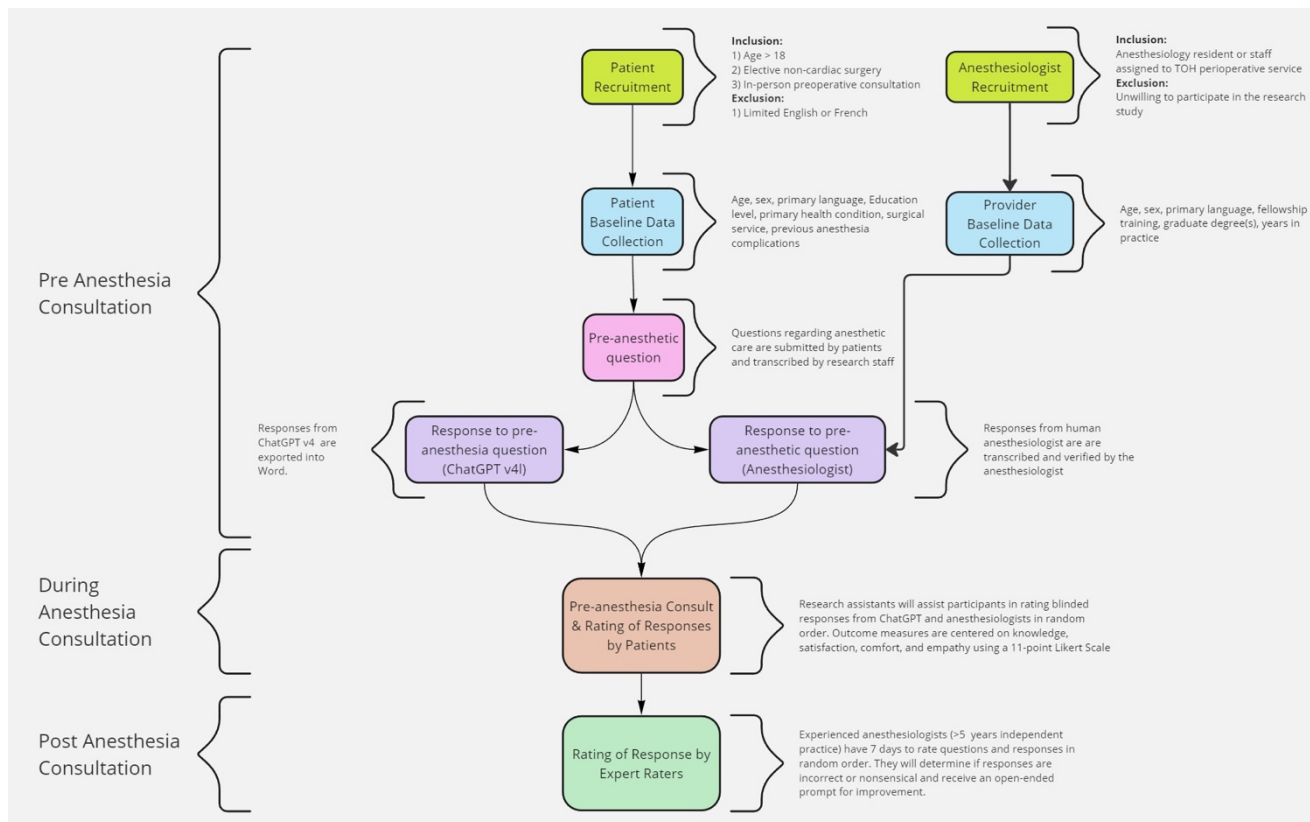 Patient
Recruitment
Inclusion:
1) Age > 18
2) Elective non-cardiac surgery
3) In-person preoperative consultation
Exclusion:
1) Limited English or French
Anesthesiologist
Recruitment
Inclusion:
Anesthesiology resident or staff
assigned to TOH perioperative service
Exclusion:
Unwilling to participate in the research
study
Pre Anesthesia
Consultation
Patient
Baseline Data
Collection
Age, sex, primary language, Education
level, primary health condition, surgical
service, previous anesthesia
complications
Provider
Baseline Data
Collection
Age, sex, primary language, fellowship
training, graduate degree(s), years in
practice
Pre-anesthetic
question
Questions regarding anesthetic
care are submitted by patients
and transcribed by research staff
Responses from
ChatGPT v4 are
exported into
Word.
Response to pre-
anesthesia question
(ChatGPT v4l)
Response to pre-
anesthetic question
(Anesthesiologist)
Responses from human
anesthesiologist are are
transcribed and verified by the
anesthesiologist
During
Anesthesia
Consultation
Pre-anesthesia Consult
& Rating of Responses
by Patients
Research assistants will assist participants in rating blinded
responses from ChatGPT and anesthesiologists in random
order. Outcome measures are centered on knowledge,
satisfaction, comfort, and empathy using a 11-point Likert Scale
Post Anesthesia
Consultation
Rating of Response by
Expert Raters
Experienced anesthesiologists (>5 years independent
practice) have 7 days to rate questions and responses in
random order. They will determine if responses are
incorrect or nonsensical and receive an open-ended
prompt for improvement.